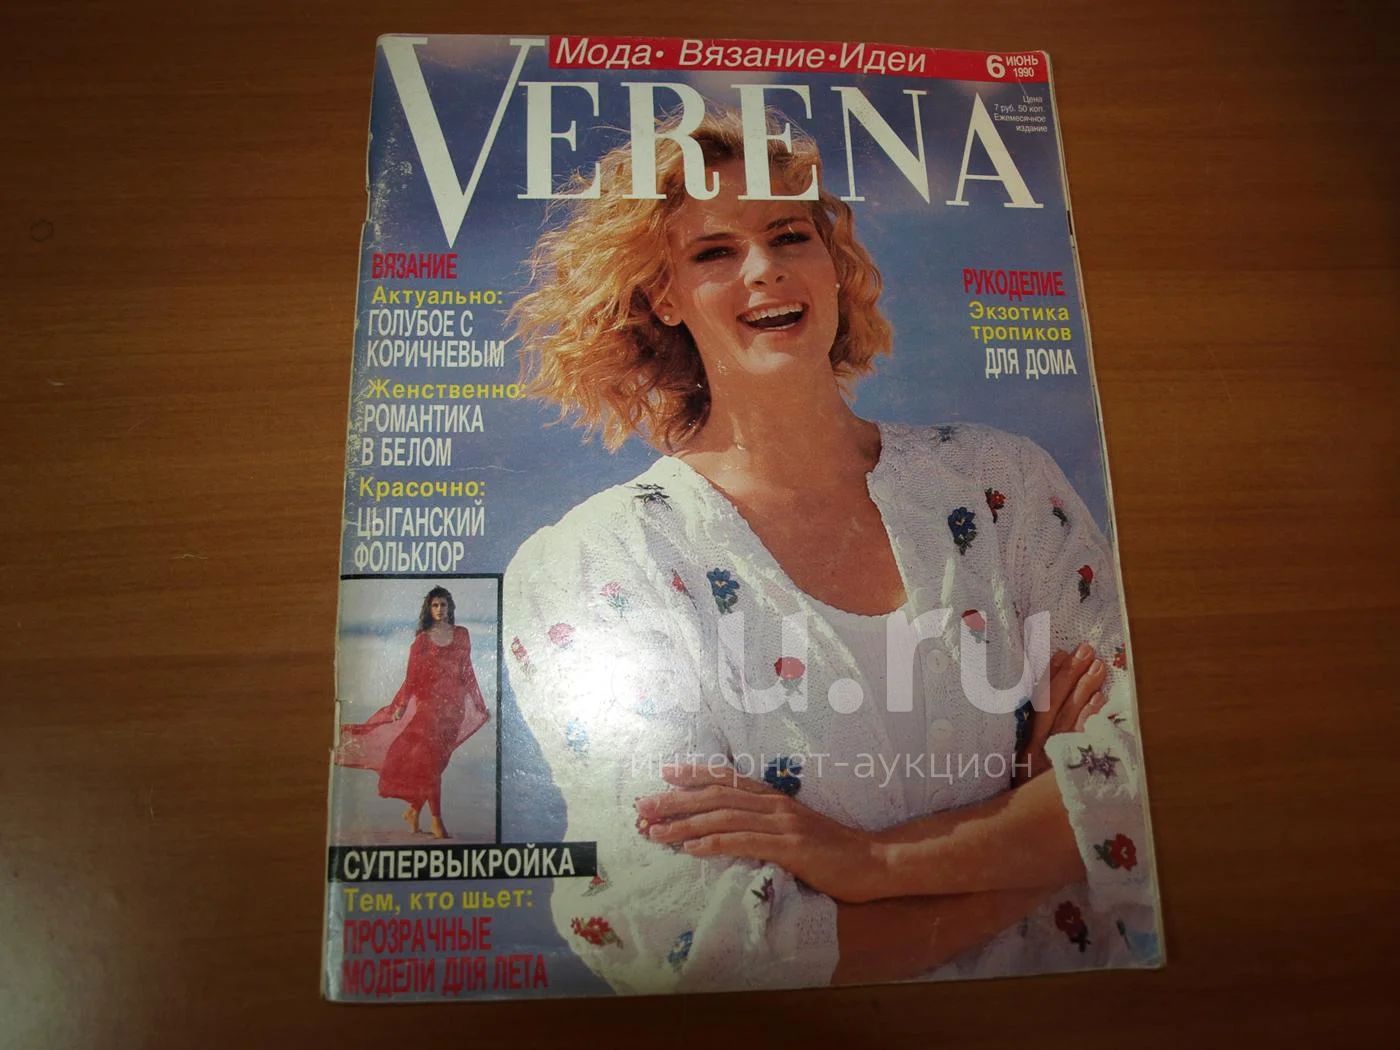 Мода• Вязание•Идеи
6 ИЮНЬ
1990
VERENA
Цена
7 руб. 50 коп.
Ежемесячное
издание
ВЯЗАНИЕ
Актуально:
ГОЛУБОЕ С
КОРИЧНЕВЫМ
Женственно:
РОМАНТИКА
В БЕЛОМ
Красочно:
ЦЫГАНСКИЙ
ФОЛЬКЛОР
РУКОДЕЛИЕ
Экзотика
тропиков
ДЛЯ ДОМА
СУПЕРВЫКРОЙКА
Тем, кто шьет:
ПРОЗРАЧНЫЕ
МОДЕЛИ ДЛЯ ЛЕТА
au.ru
интернет-аукцион